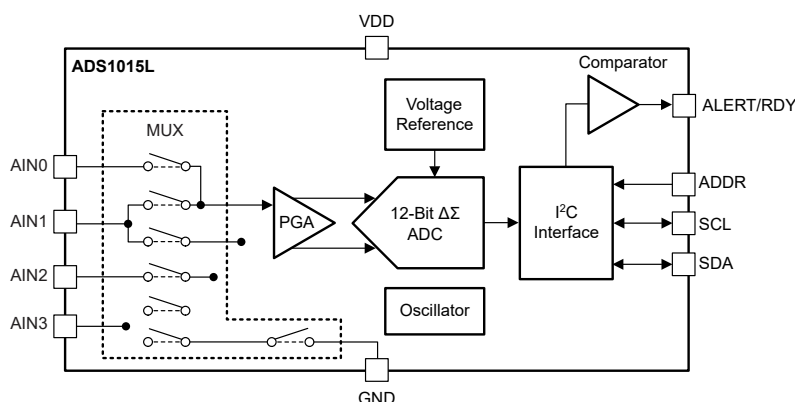 VDD
ADS1015L
Comparator
MUX
Voltage
Reference
ALERT/RDY
AIN0
AIN1
AIN2
AIN3
PGA
12-Bit ΔΣ
ADC
I²C
Interface
ADDR
SCL
SDA
Oscillator
GND